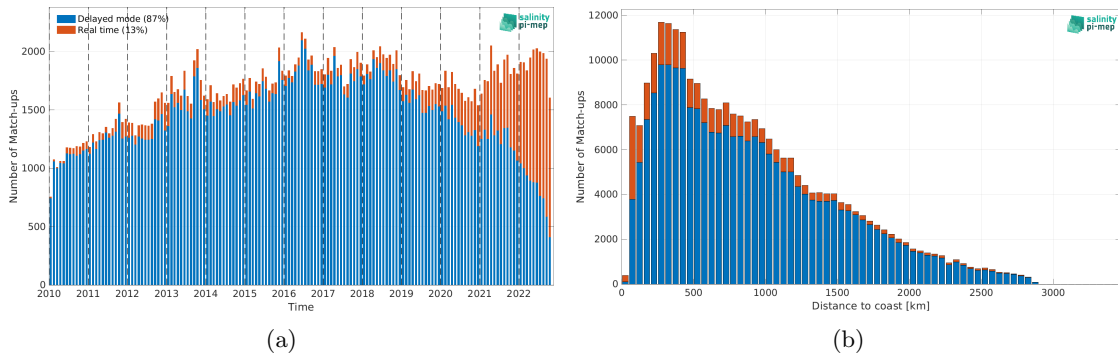 Delayed mode (87%)
Real time (13%)
salinity
pi-mep
Number of Match-ups
2000
1500
1000
500
0
2010 2011 2012 2013 2014 2015 2016 2017 2018 2019 2020 2021 2022
Time
(a)
salinity
pi-mep
Number of Match-ups
12000
10000
8000
6000
4000
2000
0
0 500 1000 1500 2000 2500 3000
Distance to coast [km]
(b)